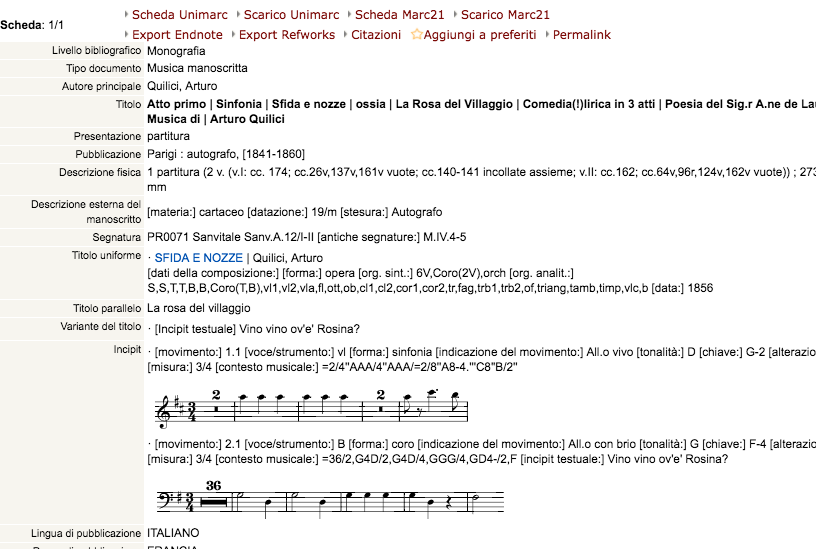 Scheda Unimarc Scarico Unimarc Scheda Marc21 Scarico Marc21
Scheda: 1/1
Export Endnote Export Refworks Citazioni Aggiungi a preferiti Permalink
Livello bibliografico Monografia
Tipo documento Musica manoscritta
Autore principale Quilici, Arturo
Titolo Atto primo | Sinfonia | Sfida e nozze | ossia | La Rosa del Villaggio | Comedia(!)lirica in 3 atti | Poesia del Sig.r A.ne de
Musica di | Arturo Quilici
Presentazione partitura
Pubblicazione Parigi : autografo, [1841-1860]
Descrizione fisica 1 partitura (2 v. (v.I: cc. 174; cc.26v,137v,161v vuote; cc.140-141 incollate assieme; v.II: cc.162; cc.64v,96r,124v,162v vuote)) ; 273
mm
Descrizione esterna del
manoscritto
[materia:] cartaceo [datazione:] 19/m [stesura:] Autografo
Segnatura PR0071 Sanvitale Sanv.A.12/I-II [antiche segnature:] M.IV.4-5
Titolo uniforme · SFIDA E NOZZE | Quilici, Arturo
[dati della composizione:] [forma:] opera [org. sint.:] 6V,Coro(2V),orch [org. analit.:]
S,S,T,T,B,B,Coro(T,B),vl1,vl2,vla,fl,ott,ob,cl1,cl2,cor1,cor2,tr,fag,trb1,trb2,of,triang,tamb,timp,vlc,b [data:] 1856
Titolo parallelo La rosa del villaggio
Variante del titolo · [Incipit testuale] Vino vino ov'e' Rosina?
Incipit · [movimento:] 1.1 [voce/strumento:] vl [forma:] sinfonia [indicazione del movimento:] All.o vivo [tonalità:] D [chiave:] G-2 [alterazio
[misura:] 3/4 [contesto musicale:] =2/4"AAA/4"AAA/=2/8"A8-4."'C8"B/2"
2 2
3
4
· [movimento:] 2.1 [voce/strumento:] B [forma:] coro [indicazione del movimento:] All.o con brio [tonalità:] G [chiave:] F-4 [alterazio
[misura:] 3/4 [contesto musicale:] =36/2,G4D/2,G4D/4,GGG/4,GD4-/2,F [incipit testuale:] Vino vino ov'e' Rosina?
36
3
4
Lingua di pubblicazione ITALIANO